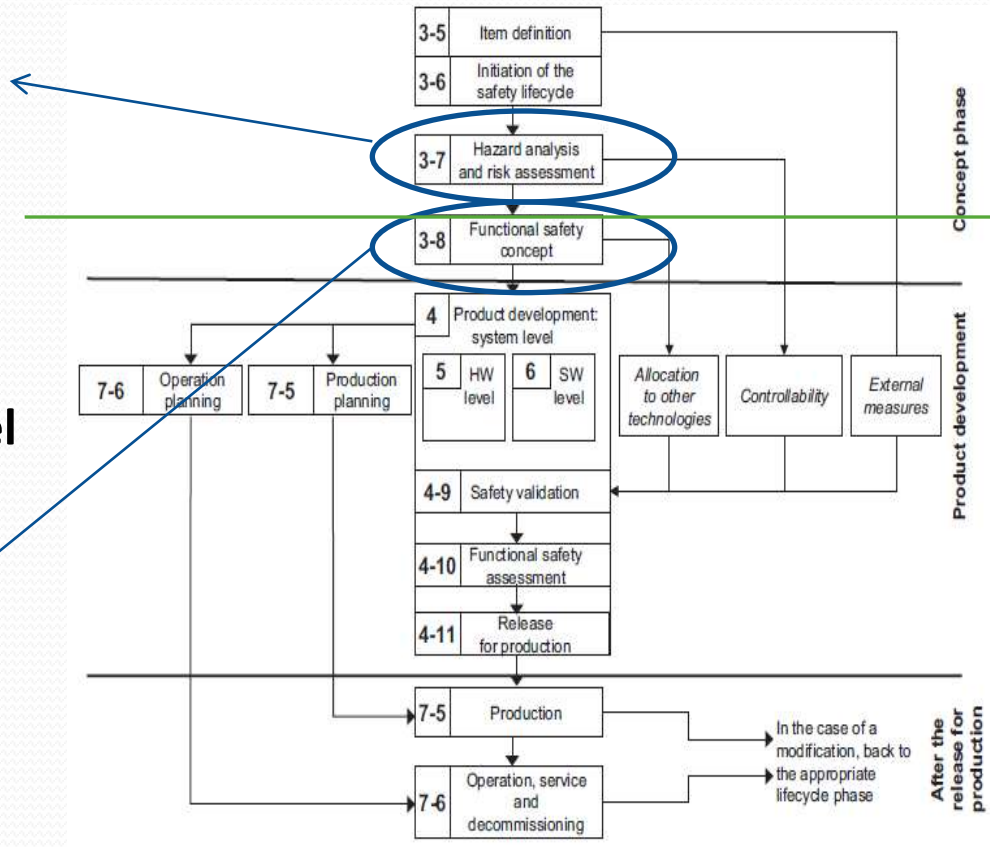 3-5 Item definition
3-6 Initiation of the
safety lifecycle
3-7 Hazard analysis
and risk assessment
3-8 Functional safety
concept
Concept phase
4 Product development:
system level
5 HW
level
6 SW
level
7-6 Operation
planning
7-5 Production
planning
el
Allocation
to other
technologies
Controllability
External
measures
4-9 Safety validation
4-10 Functional safety
assessment
4-11 Release
for production
Product development
7-5 Production
7-6 Operation, service
and
decommissioning
In the case of a
modification, back to
the appropriate
lifecycle phase
After the
release for
production